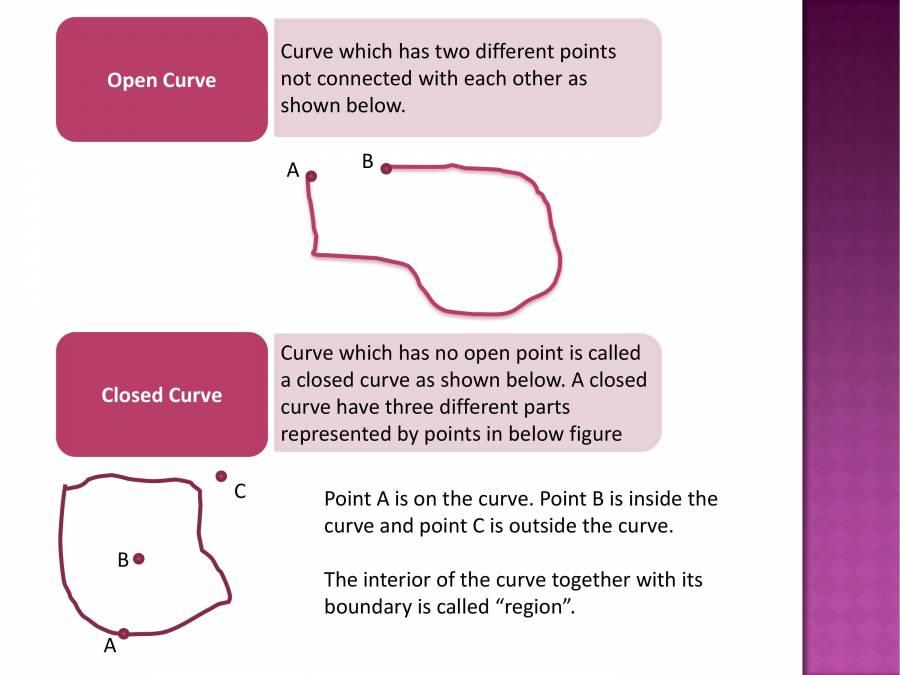 Open Curve
Curve which has two different points
not connected with each other as
shown below.
A
B
Closed Curve
Curve which has no open point is called
a closed curve as shown below. A closed
curve have three different parts
represented by points in below figure
C
B
A
Point A is on the curve. Point B is inside the
curve and point C is outside the curve.
The interior of the curve together with its
boundary is called “region”.